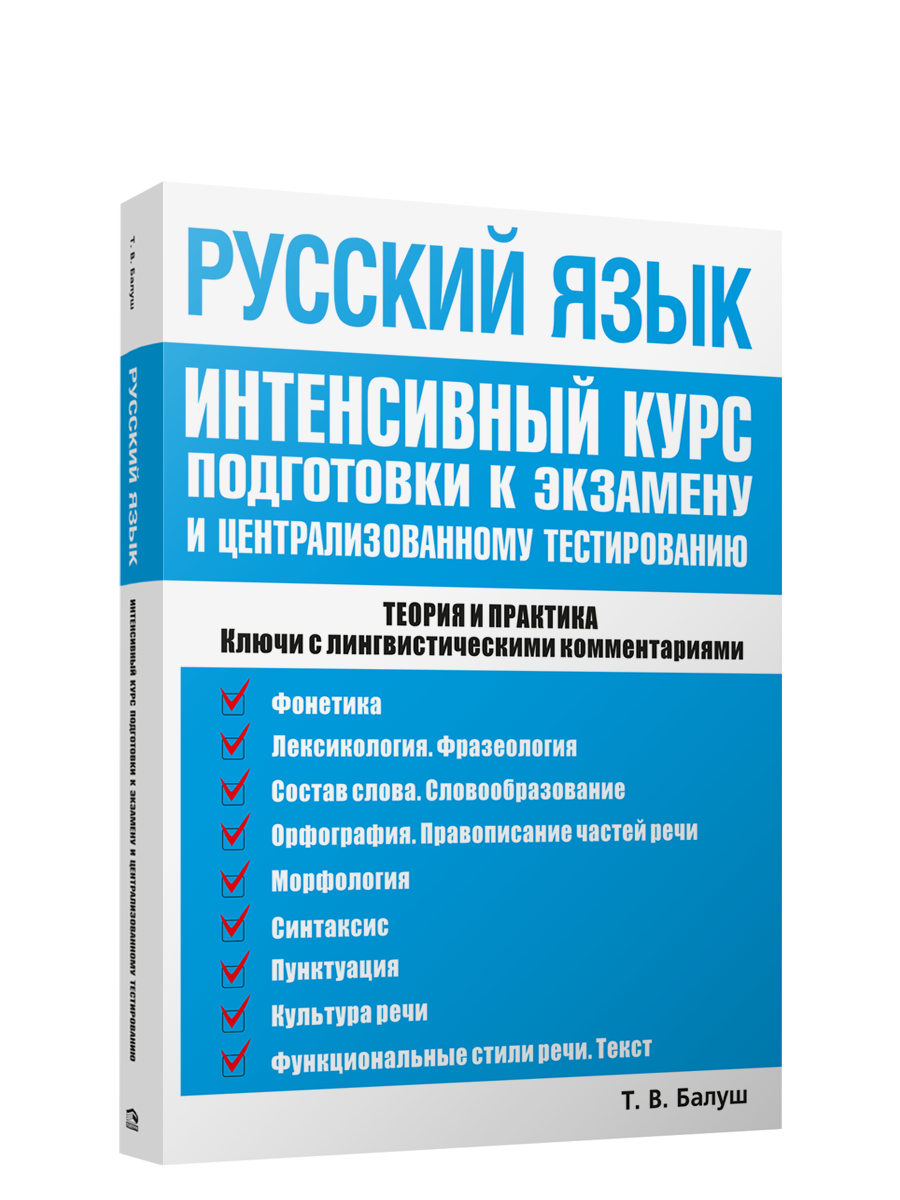 Т. В. Балуш
РУССКИЙ ЯЗЫК
ИНТЕНСИВНЫЙ КУРС ПОДГОТОВКИ К ЭКЗАМЕНУ И ЦЕНТРАЛИЗОВАННОМУ ТЕСТИРОВАНИЮ
РУССКИЙ ЯЗЫК
ИНТЕНСИВНЫЙ КУРС
ПОДГОТОВКИ К ЭКЗАМЕНУ
И ЦЕНТРАЛИЗОВАННОМУ ТЕСТИРОВАНИЮ
ТЕОРИЯ И ПРАКТИКА
Ключи с лингвистическими комментариями
Фонетика
Лексикология. Фразеология
Состав слова. Словообразование
Орфография. Правописание частей речи
Морфология
Синтаксис
Пунктуация
Культура речи
Функциональные стили речи. Текст
Т. В. Балуш